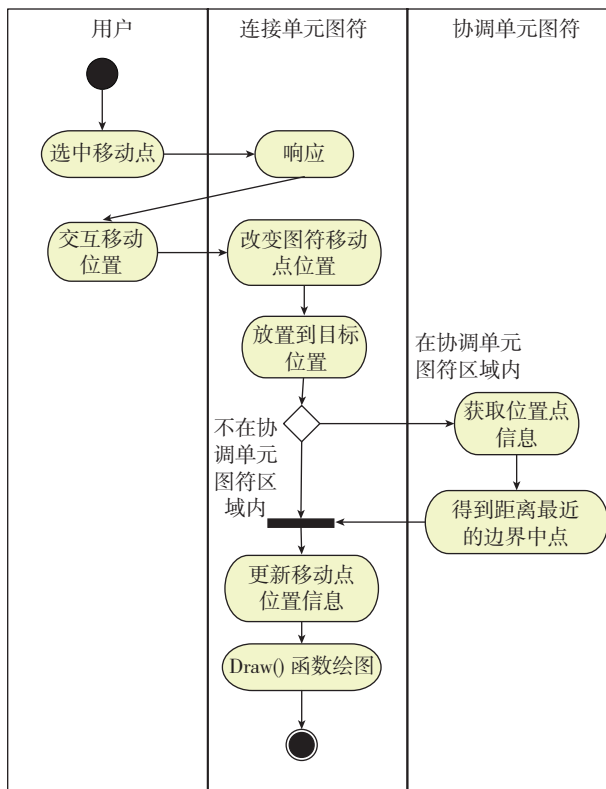 用户
连接单元图符
协调单元图符
选中移动点
响应
交互移动
位置
改变图符移动
点位置
放置到目标
位置
在协调单元
图符区域内
不在协
调单元
图符区
域内
获取位置点
信息
得到距离最近
的边界中点
更新移动点
位置信息
Draw() 函数绘图